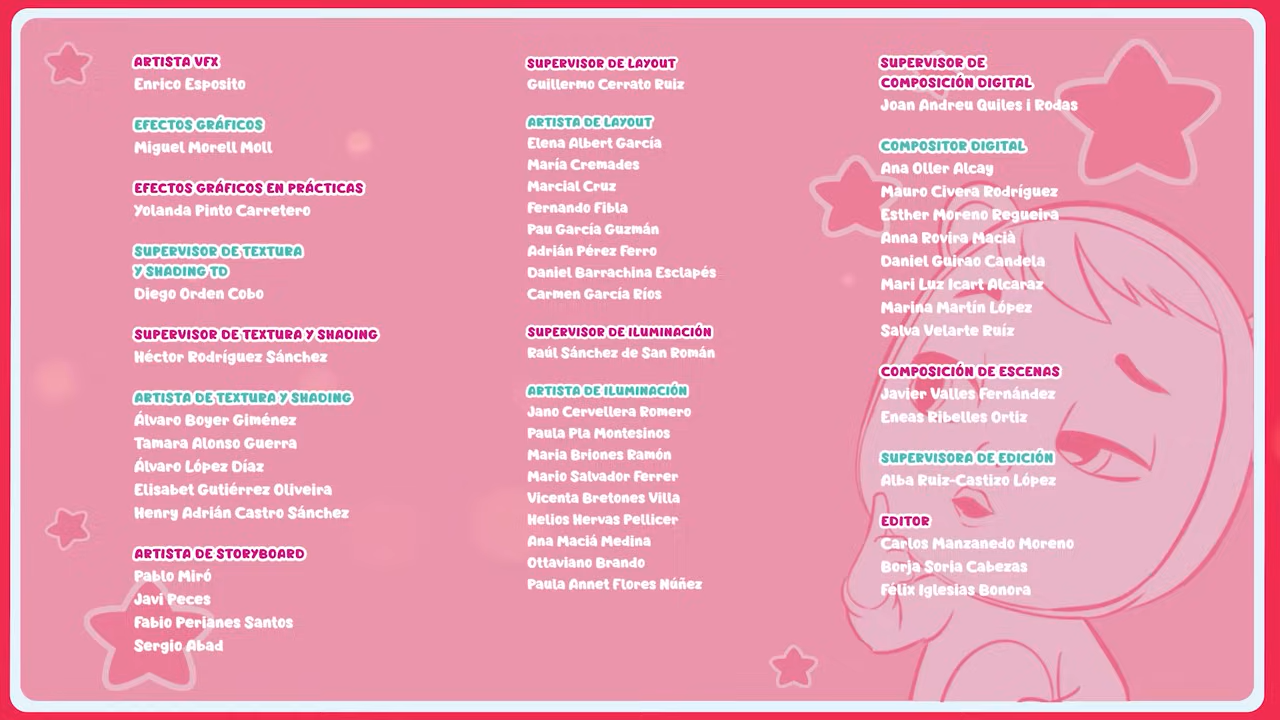 ARTISTA VFX
Enrico Esposito
EFECTOS GRÁFICOS
Miguel Morell Moll
EFECTOS GRÁFICOS EN PRÁCTICAS
Yolanda Pinto Carretero
SUPERVISOR DE TEXTURA
Y SHADING TD
Diego Orden Cobo
SUPERVISOR DE TEXTURA Y SHADING
Héctor Rodríguez Sánchez
ARTISTA DE TEXTURA Y SHADING
Álvaro Boyer Giménez
Tamara Alonso Guerra
Álvaro López Díaz
Elisabet Gutiérrez Oliveira
Henry Adrián Castro Sánchez
ARTISTA DE STORYBOARD
Pablo Miró
Javi Peces
Fabio Perianes Santos
Sergio Abad
SUPERVISOR DE LAYOUT
Guillermo Cerrato Ruiz
ARTISTA DE LAYOUT
Elena Albert García
María Cremades
Marcial Cruz
Fernando Fibla
Pau García Guzmán
Adrián Pérez Ferro
Daniel Barrachina Esclapés
Carmen García Ríos
SUPERVISOR DE ILUMINACIÓN
Raúl Sánchez de San Román
ARTISTA DE ILUMINACIÓN
Jano Cervellera Romero
Paula Pla Montesinos
Maria Briones Ramón
Mario Salvador Ferrer
Vicenta Bretones Villa
Helios Hervas Pellicer
Ana Maciá Medina
Ottaviano Brando
Paula Annet Flores Núñez
SUPERVISOR DE
COMPOSICIÓN DIGITAL
Joan Andreu Quiles i Rodas
COMPOSITOR DIGITAL
Ana Oller Alcay
Mauro Civera Rodríguez
Esther Moreno Regueira
Anna Rovira Macià
Daniel Guirao Candela
Mari Luz Icart Alcaraz
Marina Martín López
Salva Velarte Ruíz
COMPOSICIÓN DE ESCENAS
Javier Valles Fernández
Eneas Ribelles Ortiz
SUPERVISORA DE EDICIÓN
Alba Ruiz-Castizo López
EDITOR
Carlos Manzanedo Moreno
Borja Soria Cabezas
Félix Iglesias Bonora